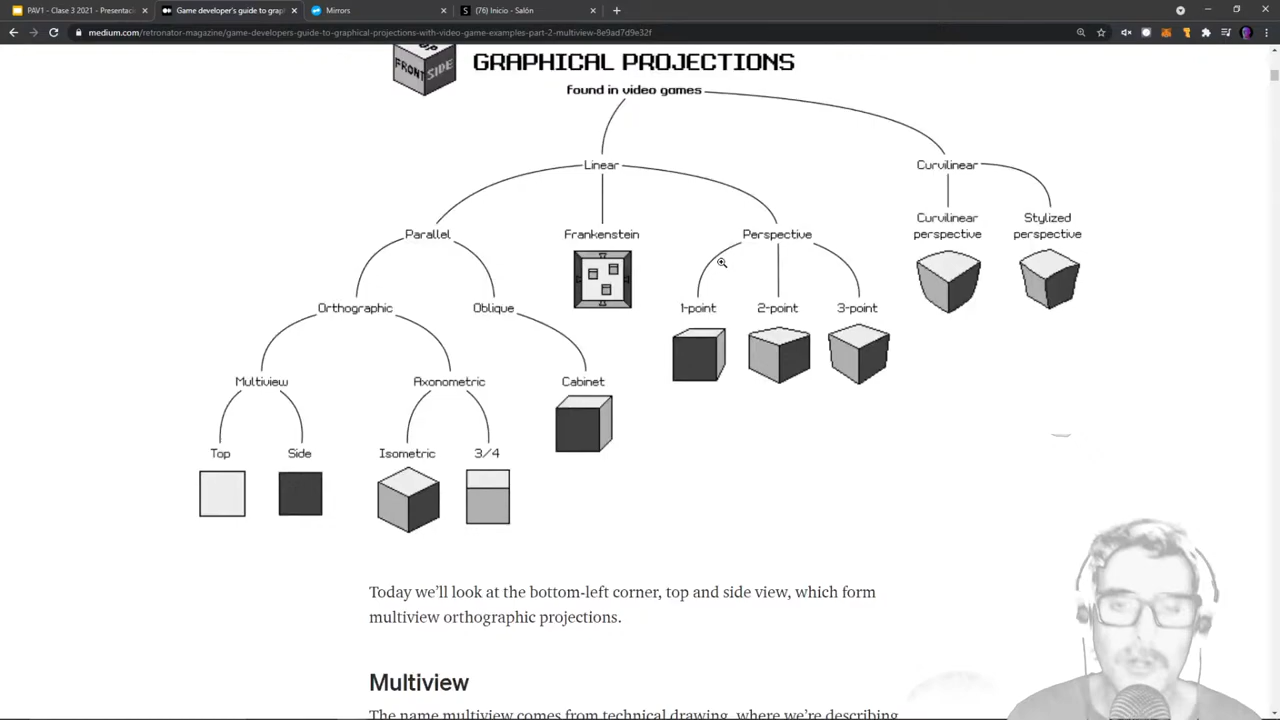 PAV1 - Clase 3 2021 - Presentac
Game developer's guide to grap
Mirrors
(76) Inicio - Salón
medium.com/retronator-magazine/game-developers-guide-to-graphical-projections-with-video-game-examples-part-2-multiview-8e9ad7d9e32f
UP
FRONT
SIDE
GRAPHICAL PROJECTIONS
found in video games
Linear
Curvilinear
Curvilinear perspective
Stylized perspective
Parallel
Frankenstein
Perspective
Orthographic
Oblique
1-point
2-point
3-point
Multiview
Axonometric
Cabinet
Top
Side
Isometric
3/4
Today we'll look at the bottom-left corner, top and side view, which form
multiview orthographic projections.
Multiview
The name multiview comes from technical drawing, where we're describing